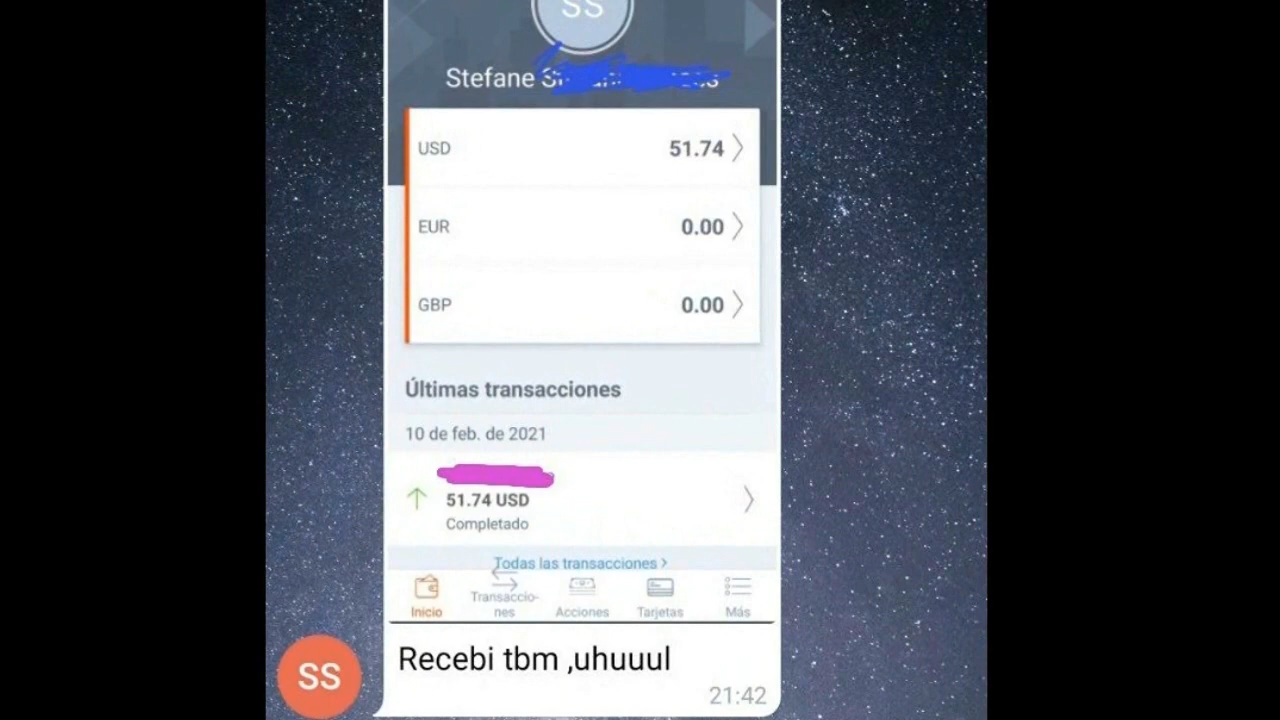 SS
Stefane
USD 51.74
EUR 0.00
GBP 0.00
Últimas transacciones
10 de feb. de 2021
51.74 USD
Completado
Todas las transacciones >
Inicio
Transaccio-
nes
Acciones
Tarjetas
Más
Recebi tbm ,uhuuul
SS
21:42